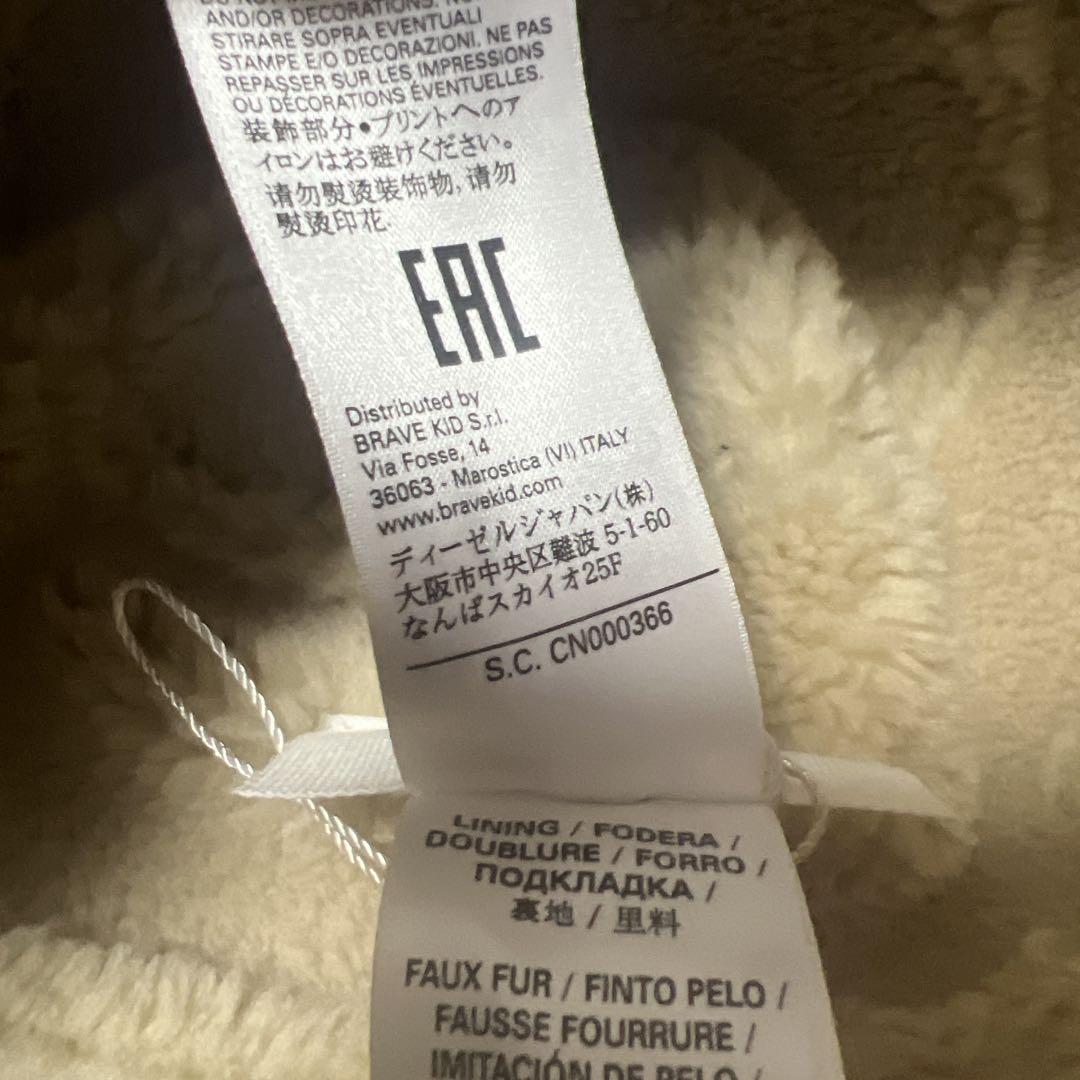 AND/OR DECORATIONS.
STIRARE SOPRA EVENTUALI
STAMPE E/O DECORAZIONI. NE PAS
REPASSER SUR LES IMPRESSIONS
OU DÉCORATIONS ÉVENTUELLES.
装飾部分•プリントへのア
イロンはお避けください。
请勿熨烫装饰物,请勿
熨烫印花
EAC
Distributed by
BRAVE KID S.r.l.
Via Fosse, 14
36063 - Marostica (VI) ITALY
www.bravekid.com
ディーゼルジャパン(株)
大阪市中央区難波 5-1-60
なんばスカイオ25F
S.C. CN000366
LINING / FODERA /
DOUBLURE / FORRO /
ПОДКЛАДКА /
裏地 / 里料
FAUX FUR / FINTO PELO /
FAUSSE FOURRURE /
IMITACIÓN DE PELO /